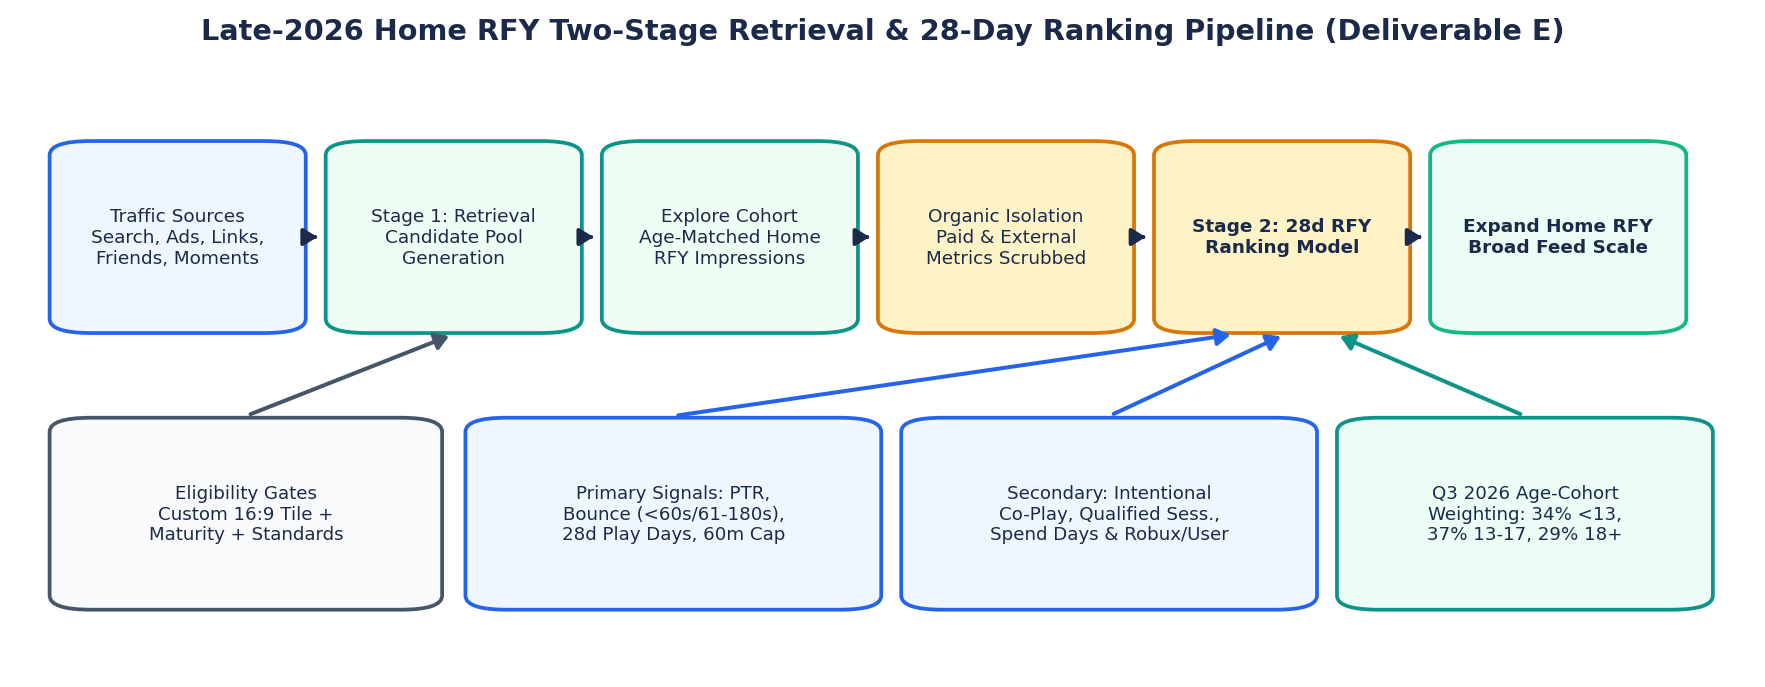 Late-2026 Home RFY Two-Stage Retrieval & 28-Day Ranking Pipeline (Deliverable E)
Traffic Sources
Search, Ads, Links,
Friends, Moments
Stage 1: Retrieval
Candidate Pool
Generation
Explore Cohort
Age-Matched Home
RFY Impressions
Organic Isolation
Paid & External
Metrics Scrubbed
Stage 2: 28d RFY
Ranking Model
Expand Home RFY
Broad Feed Scale
Eligibility Gates
Custom 16:9 Tile +
Maturity + Standards
Primary Signals: PTR,
Bounce (<60s/61-180s),
28d Play Days, 60m Cap
Secondary: Intentional
Co-Play, Qualified Sess.,
Spend Days & Robux/User
Q3 2026 Age-Cohort
Weighting: 34% <13,
37% 13-17, 29% 18+